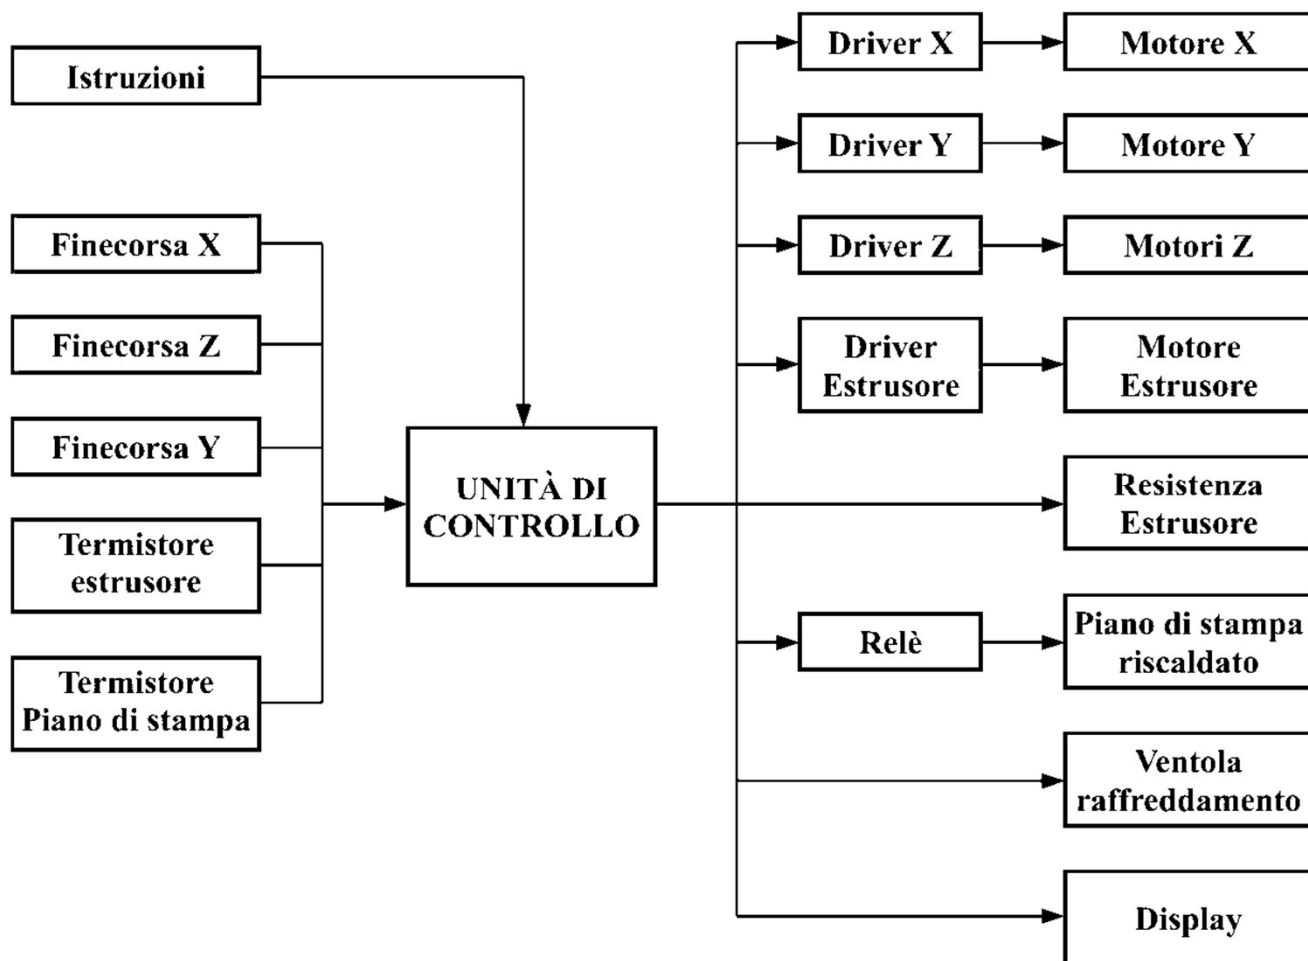 Istruzioni
Finecorsa X
Finecorsa Z
Finecorsa Y
Termistore
estrusore
Termistore
Piano di stampa
UNITÀ DI
CONTROLLO
Driver X
Motore X
Driver Y
Motore Y
Driver Z
Motori Z
Driver
Estrusore
Motore
Estrusore
Resistenza
Estrusore
Relè
Piano di stampa
riscaldato
Ventola
raffreddamento
Display